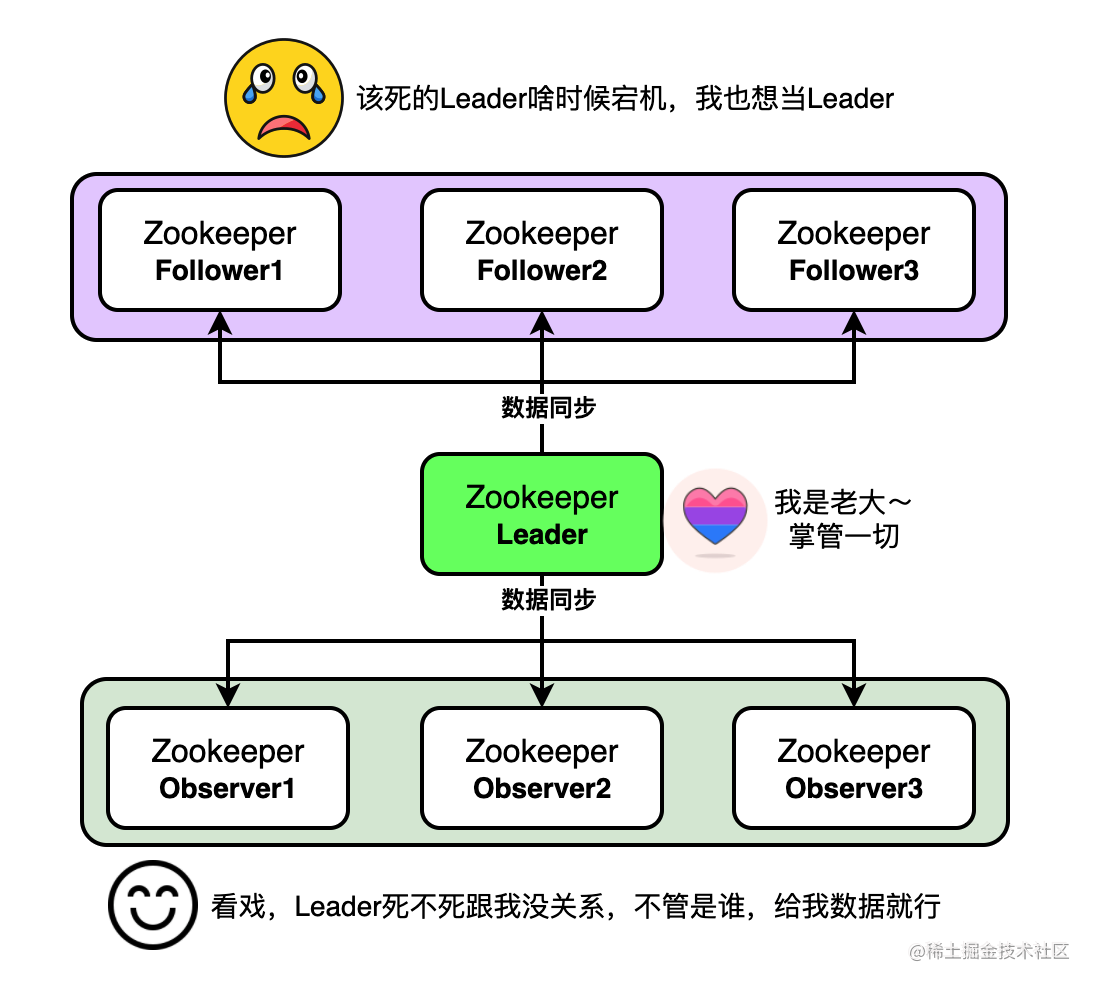 该死的Leader啥时候宕机，我也想当Leader
Zookeeper
Follower1
Zookeeper
Follower2
Zookeeper
Follower3
数据同步
Zookeeper
Leader
我是老大～
掌管一切
数据同步
Zookeeper
Observer1
Zookeeper
Observer2
Zookeeper
Observer3
看戏，Leader死不死跟我没关系，不管是谁，给我数据就行
@稀土掘金技术社区